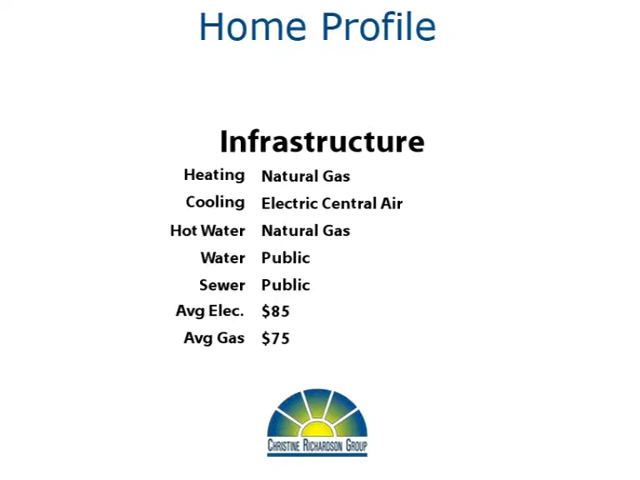 Home Profile
Infrastructure
Heating Natural Gas
Cooling Electric Central Air
Hot Water Natural Gas
Water Public
Sewer Public
Avg Elec. $85
Avg Gas $75
CHRISTINE RICHARDSON GROUP